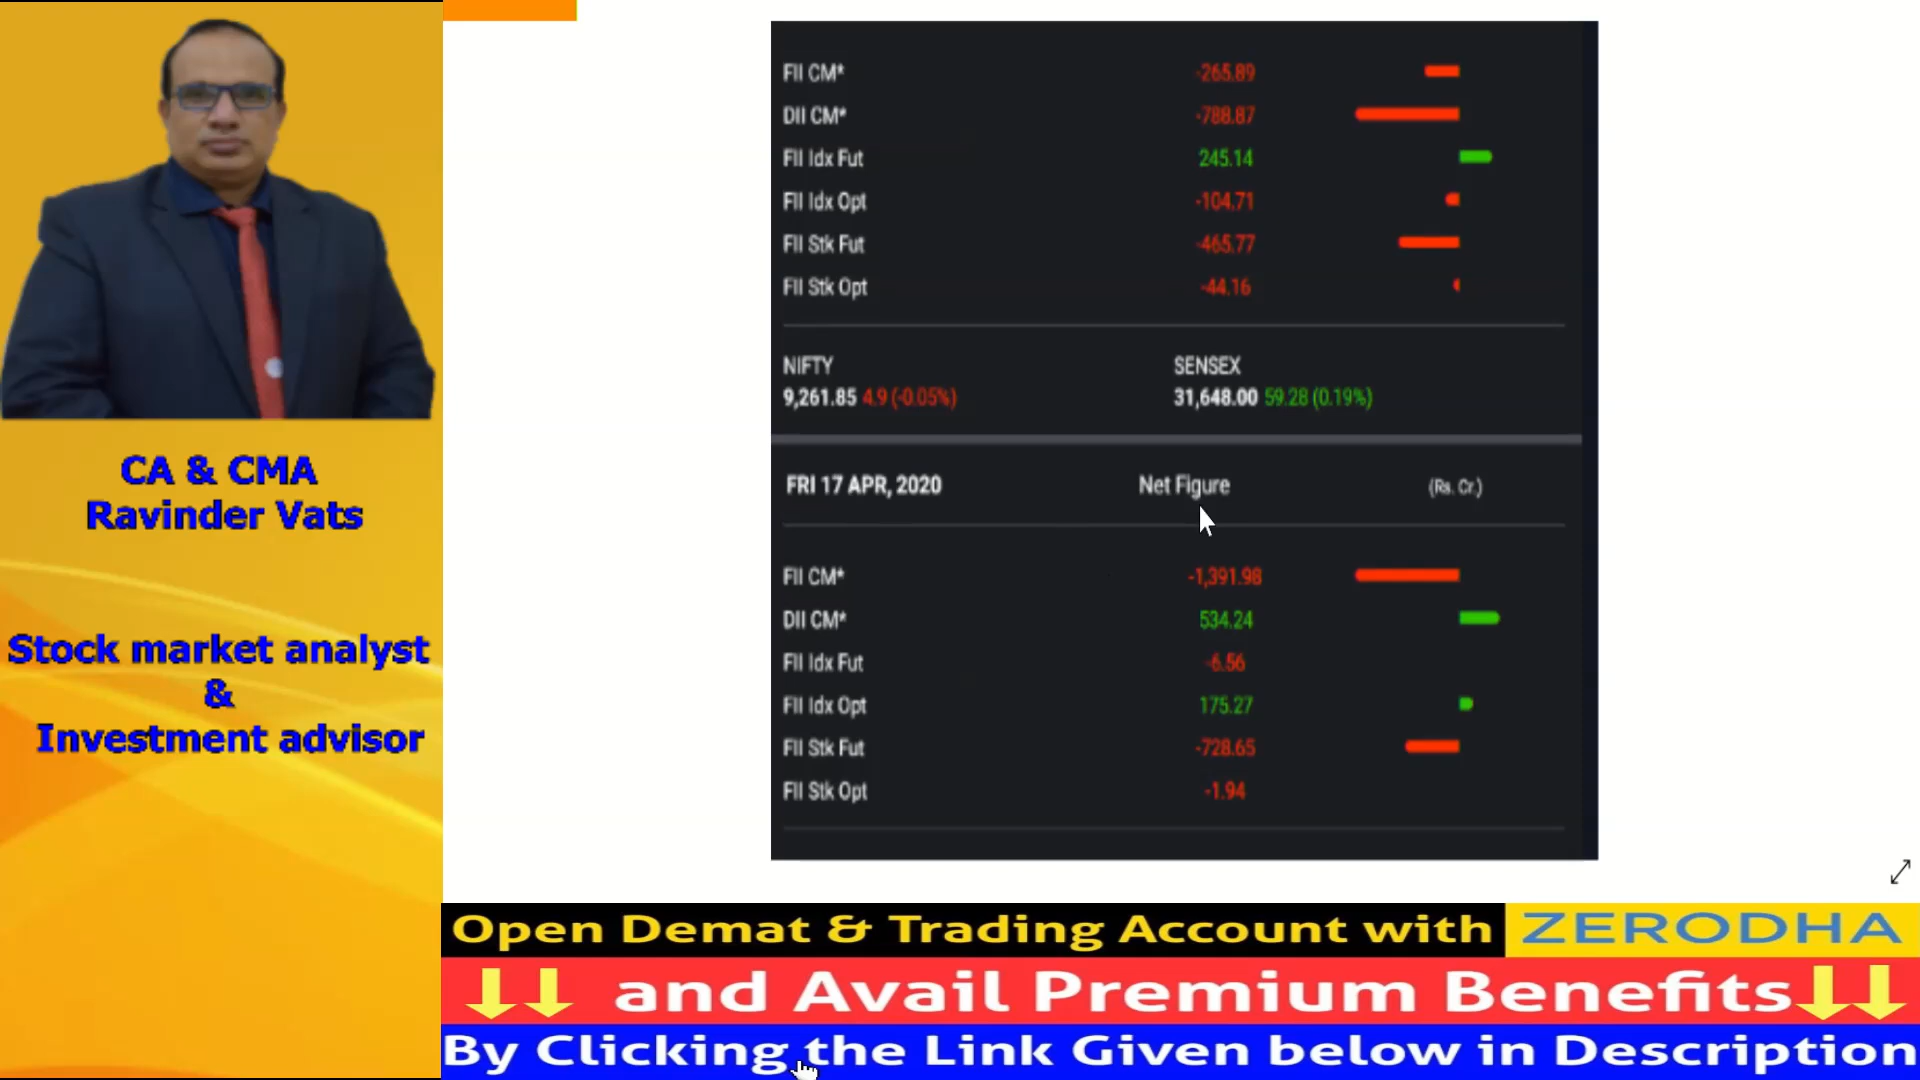 CA & CMA
Ravinder Vats
Stock market analyst
&
Investment advisor
FII CM* -265.89
DII CM* -788.87
FII Idx Fut 245.14
FII Idx Opt -104.71
FII Stk Fut -465.77
FII Stk Opt -44.16
NIFTY SENSEX
9,261.85 4.9 (-0.05%) 31,648.00 59.28 (0.19%)
FRI 17 APR, 2020 Net Figure (Rs. Cr.)
FII CM* -1,391.98
DII CM* 534.24
FII Idx Fut -6.56
FII Idx Opt 175.27
FII Stk Fut -728.65
FII Stk Opt -1.94
Open Demat & Trading Account with ZERODHA
and Avail Premium Benefits
By Clicking the Link Given below in Description